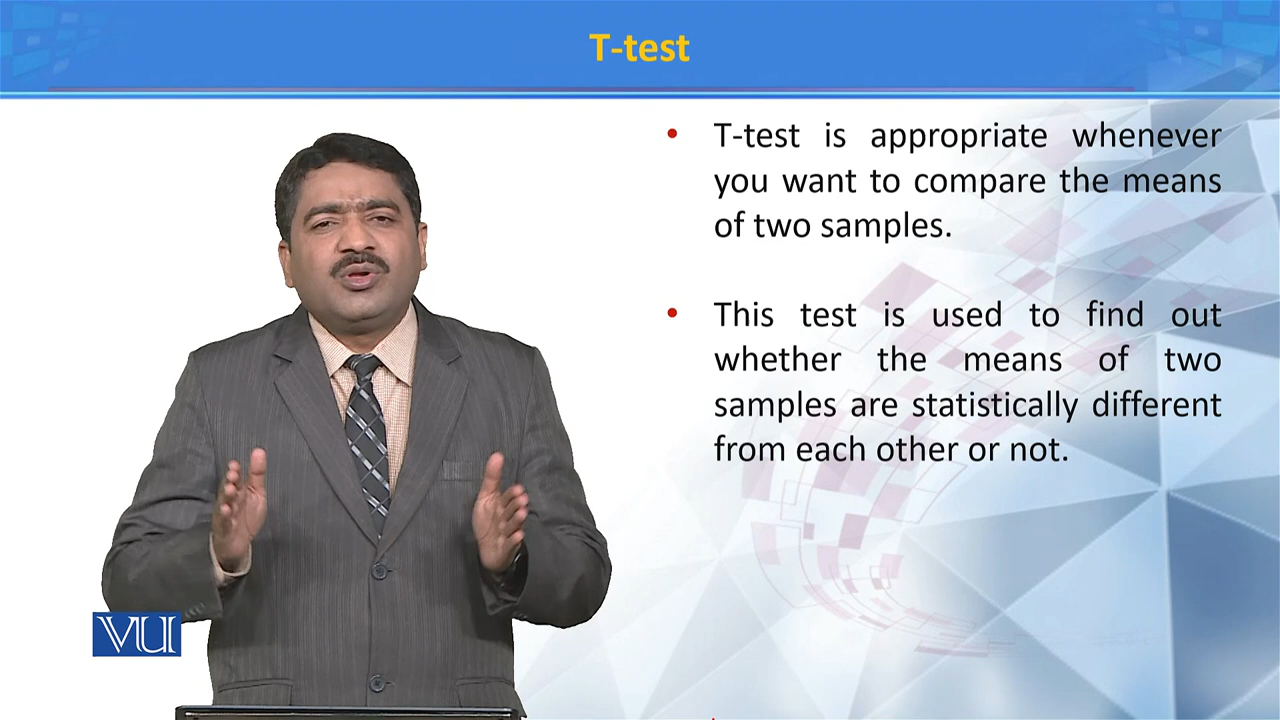 T-test
• T-test is appropriate whenever
you want to compare the means
of two samples.
• This test is used to find out
whether the means of two
samples are statistically different
from each other or not.
VU